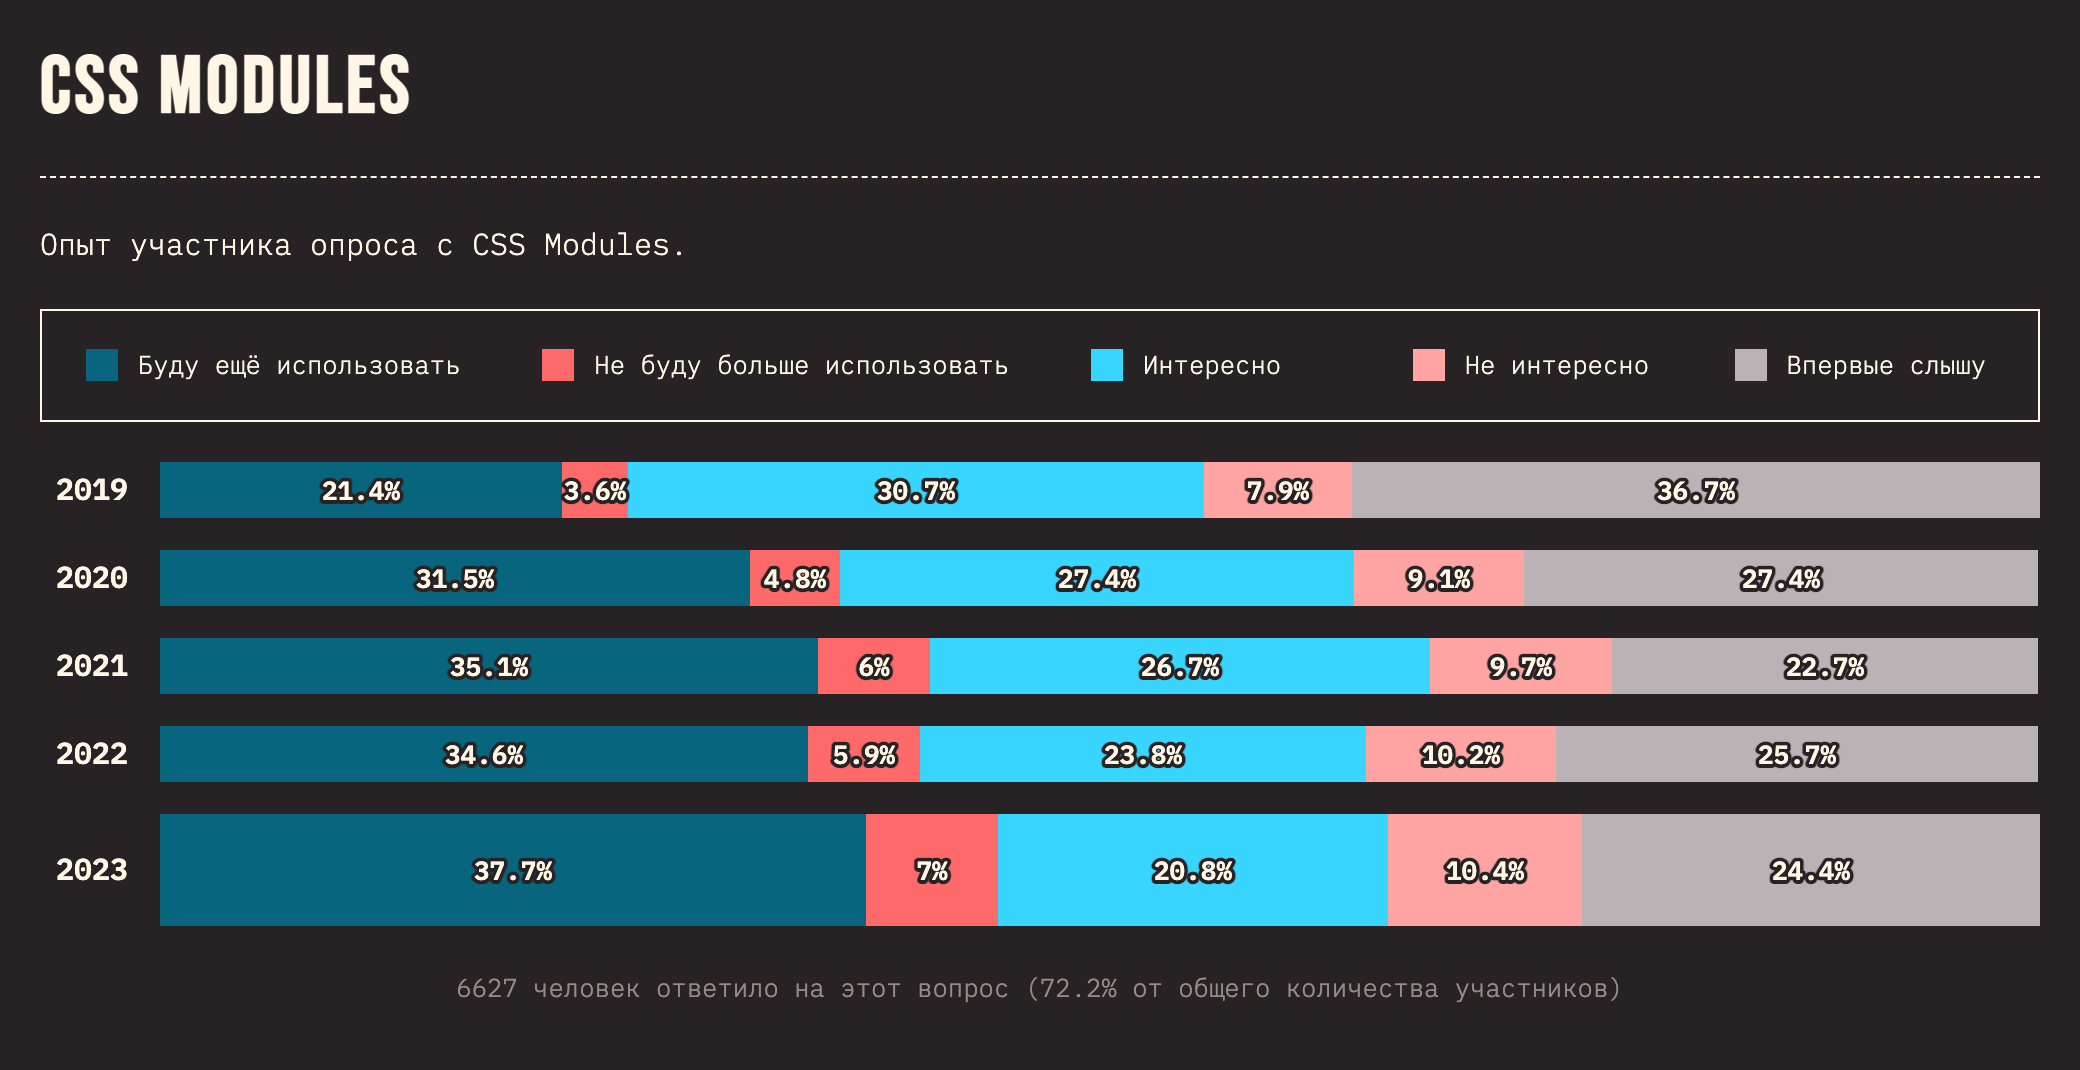 CSS MODULES
Опыт участника опроса с CSS Modules.
Буду ещё использовать Не буду больше использовать Интересно Не интересно Впервые слышу
2019 21.4% 3.6% 30.7% 7.9% 36.7%
2020 31.5% 4.8% 27.4% 9.1% 27.4%
2021 35.1% 6% 26.7% 9.7% 22.7%
2022 34.6% 5.9% 23.8% 10.2% 25.7%
2023 37.7% 7% 20.8% 10.4% 24.4%
6627 человек ответило на этот вопрос (72.2% от общего количества участников)